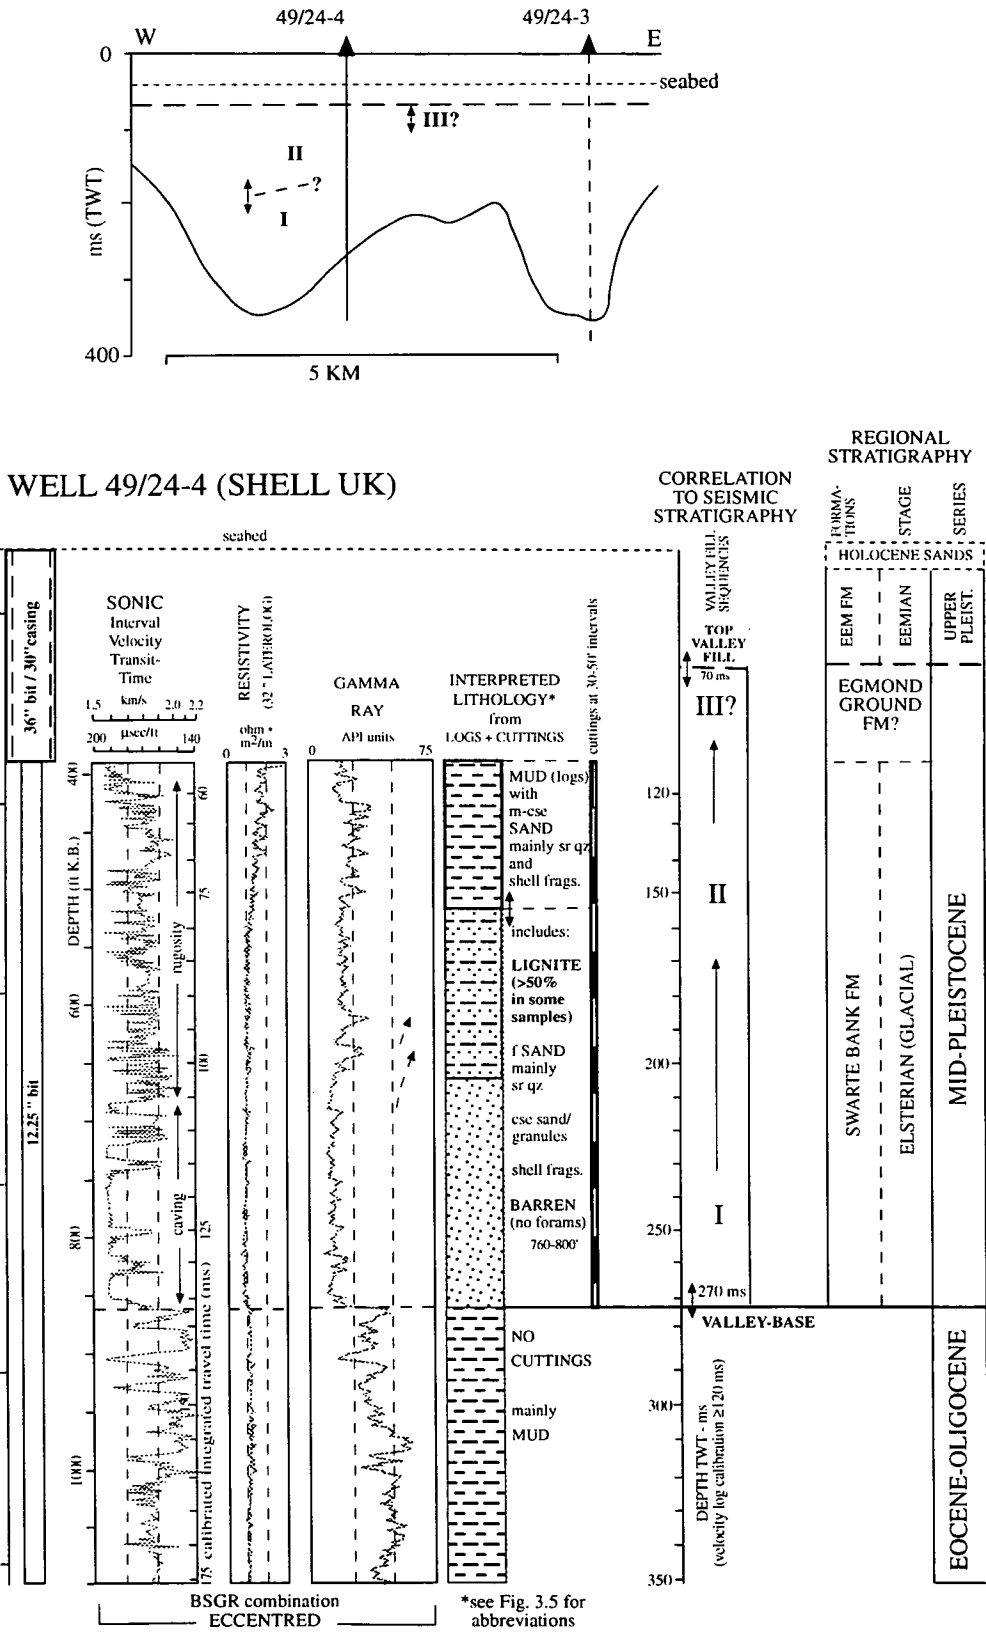 49/24-4
49/24-3
W
E
0
seabed
III?
II
?
I
ms (TWT)
400
5 KM
WELL 49/24-4 (SHELL UK)
CORRELATION
TO SEISMIC
STRATIGRAPHY
REGIONAL
STRATIGRAPHY
FORMA-
TIONS
STAGE
SERIES
seabed
VALLEY FILL
SEQUENCES
HOLOCENE SANDS
36" bit / 30"casing
12.25 " bit
SONIC
Interval
Velocity
Transit-
Time
km/s
1.5
2.0
2.2
μsec/ft
200
140
RESISTIVITY
(32 " LATEROLOG)
ohm •
m²/m
0
3
GAMMA
RAY
API units
0
75
INTERPRETED
LITHOLOGY*
from
LOGS + CUTTINGS
cuttings at 30-50' intervals
TOP
VALLEY
FILL
70 ms
III?
EEM FM
EEMIAN
UPPER
PLEIST.
EGMOND
GROUND
FM?
DEPTH (ft K.B.)
400
600
800
1000
60
75
100
125
175
calibrated integrated travel time (ms)
rugosity
caving
MUD (logs)
with
m-cse
SAND
mainly sr qz
and
shell frags.
includes:
LIGNITE
(>50%
in some
samples)
f SAND
mainly
sr qz
cse sand/
granules
shell frags.
BARREN
(no forams)
760-800'
NO
CUTTINGS
mainly
MUD
120
150
200
250
300
350
II
I
270 ms
VALLEY-BASE
DEPTH TWT - ms
(velocity log calibration ≥120 ms)
SWARTE BANK FM
ELSTERIAN (GLACIAL)
MID-PLEISTOCENE
EOCENE-OLIGOCENE
BSGR combination
ECCENTRED
*see Fig. 3.5 for
abbreviations